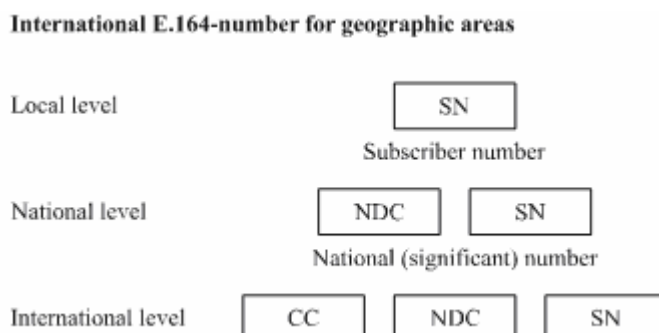 International E.164-number for geographic areas
Local level SN
Subscriber number
National level NDC SN
National (significant) number
International level CC NDC SN